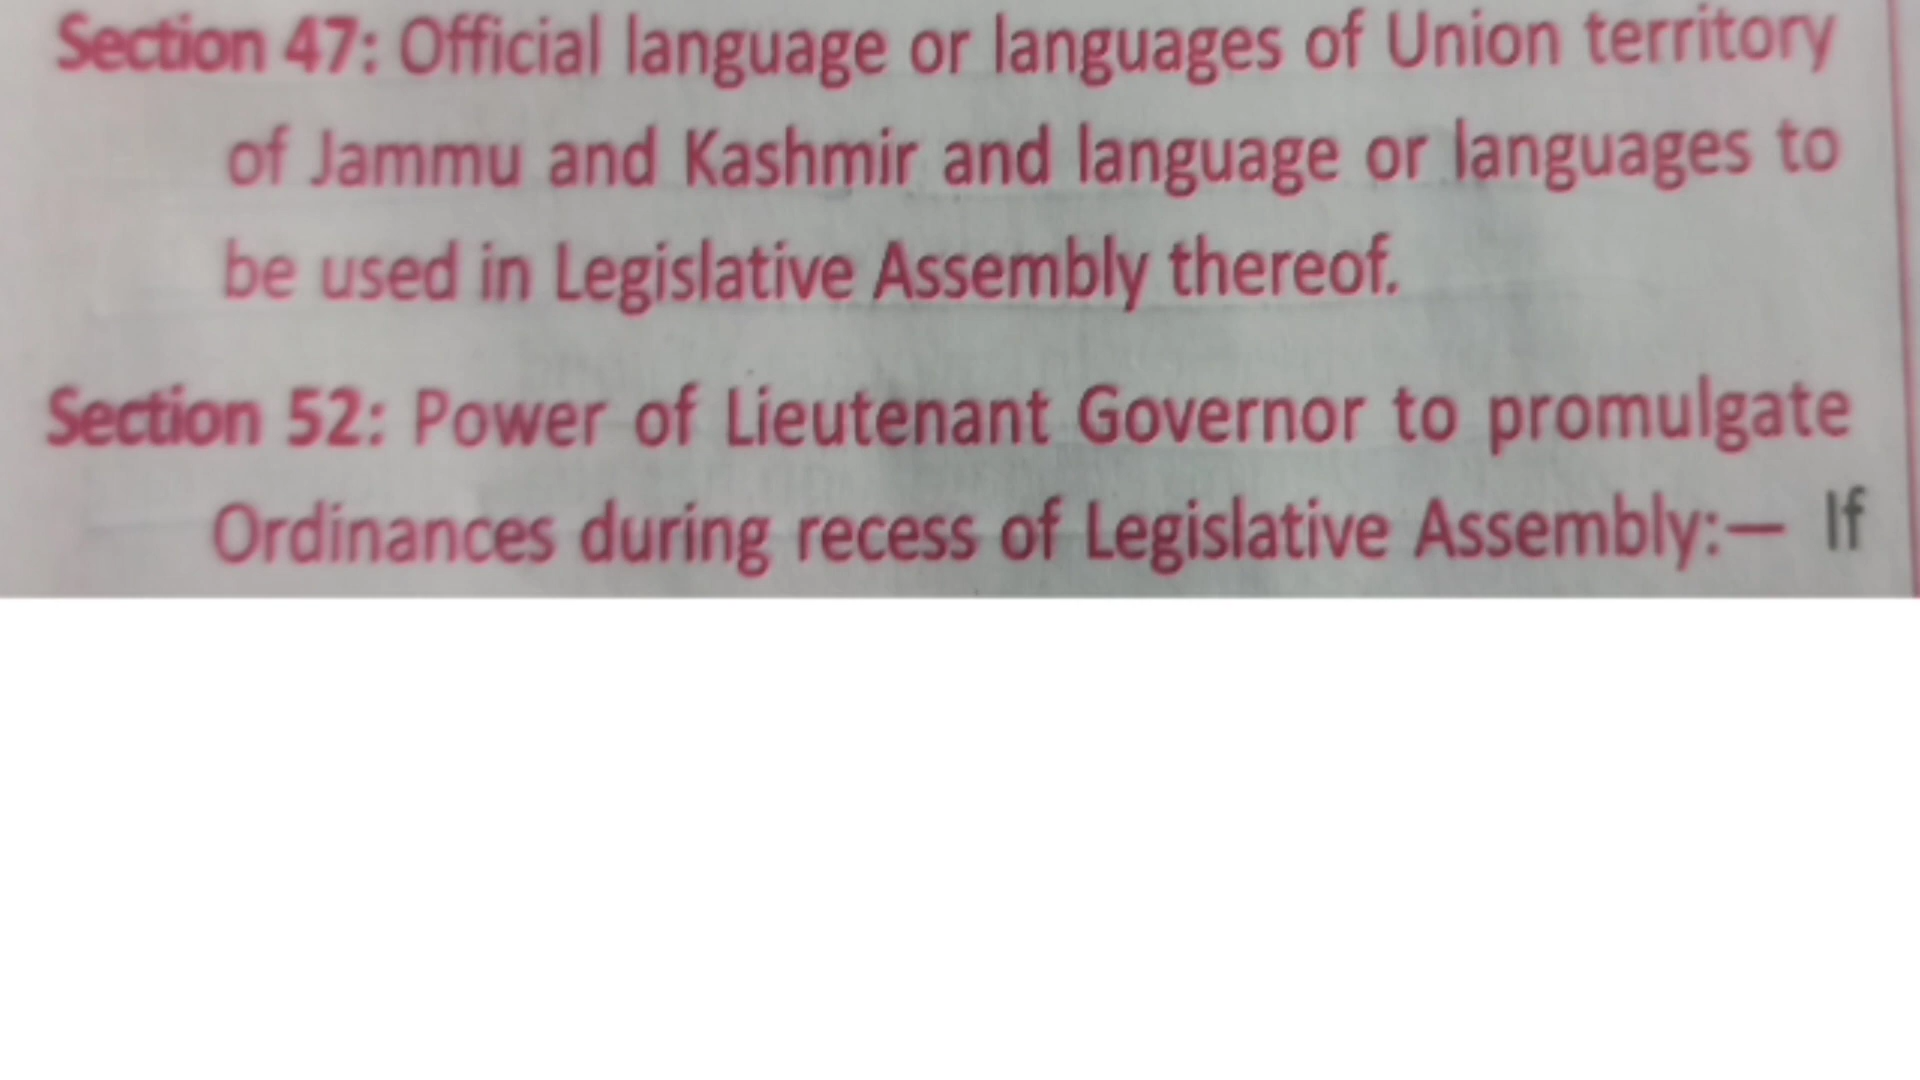 Section 47: Official language or languages of Union territory
of Jammu and Kashmir and language or languages to
be used in Legislative Assembly thereof.
Section 52: Power of Lieutenant Governor to promulgate
Ordinances during recess of Legislative Assembly:— If